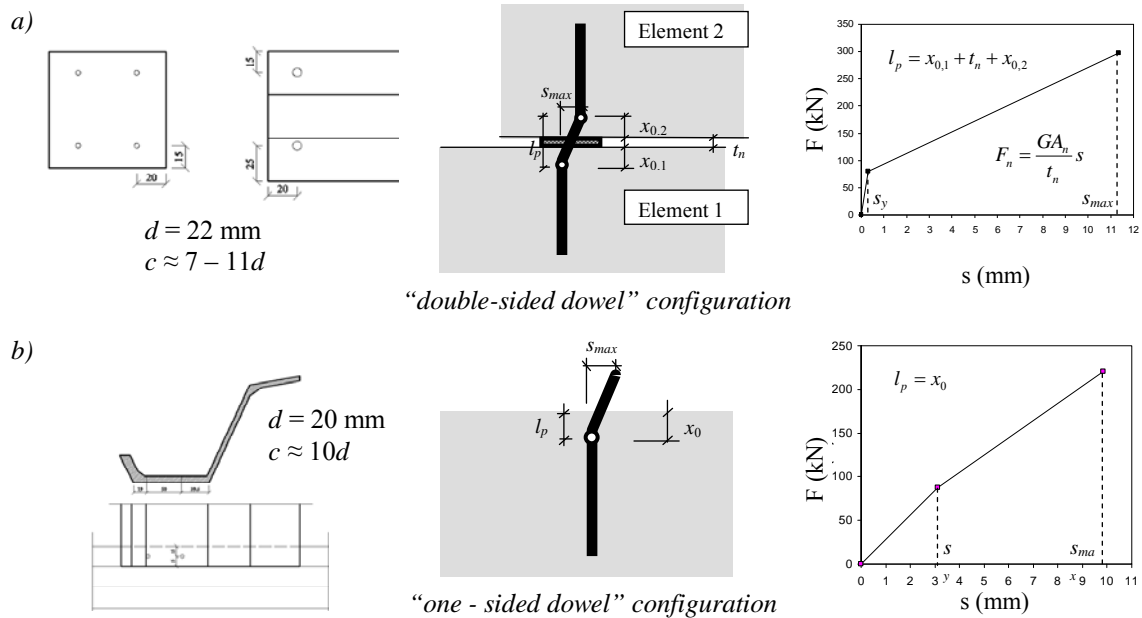 a)
15
25
20
15
20
d = 22 mm
c ≈ 7 – 11d
Element 2
s_max
l_p
x_0.2
x_0.1
t_n
Element 1
“double-sided dowel” configuration
F (kN)
350
300
250
200
150
100
50
0
l_p = x_0,1 + t_n + x_0,2
F_n = GA_n / t_n s
s_y
s_max
0 1 2 3 4 5 6 7 8 9 10 11 12
s (mm)
b)
d = 20 mm
c ≈ 10d
s_max
l_p
x_0
“one - sided dowel” configuration
F (kN)
250
200
150
100
50
0
l_p = x_0
s
y
s_ma
x
0 1 2 3 4 5 6 7 8 9 10 11
s (mm)